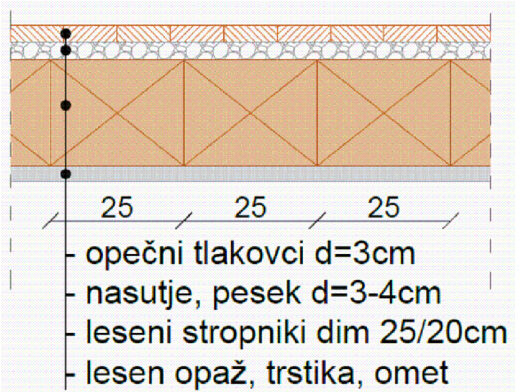 25 25 25
- opečni tlakovci d=3cm
- nasutje, pesek d=3-4cm
- leseni stropniki dim 25/20cm
- lesen opaž, trstika, omet